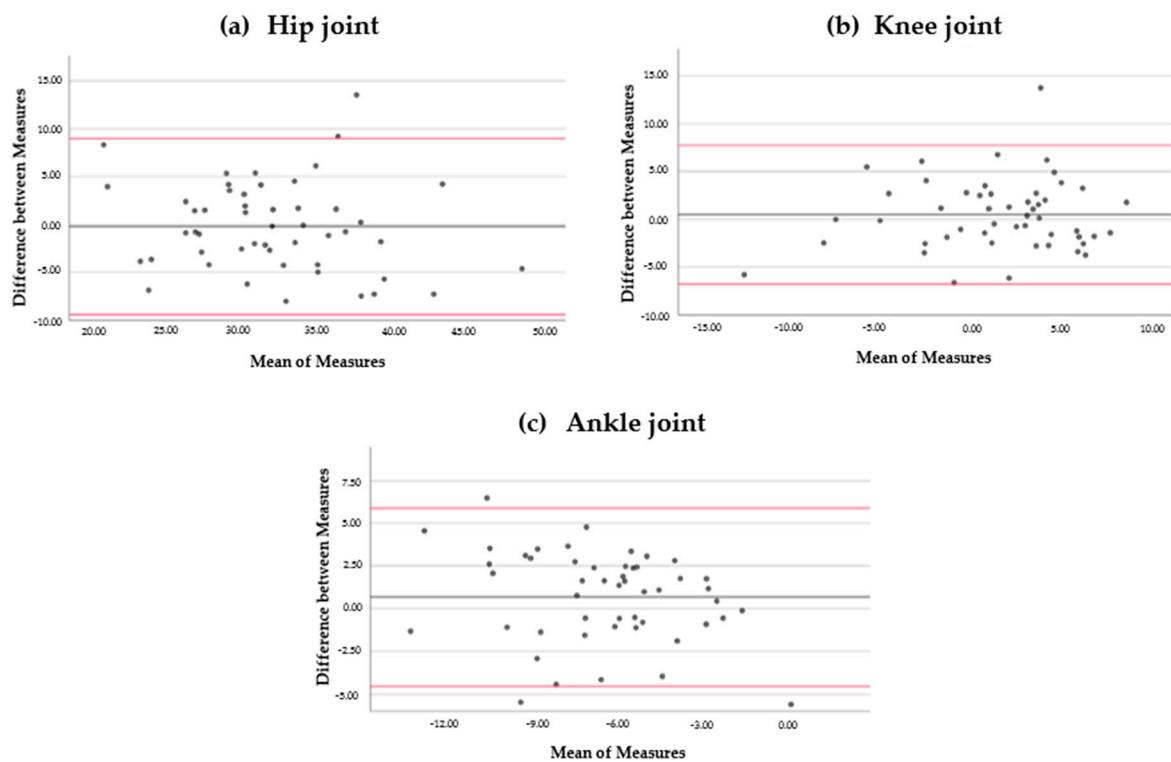 (a) Hip joint
Difference between Measures
15.00
10.00
5.00
0.00
-5.00
-10.00
20.00 25.00 30.00 35.00 40.00 45.00 50.00
Mean of Measures
(b) Knee joint
Difference between Measures
15.00
10.00
5.00
0.00
-5.00
-10.00
-15.00 -10.00 -5.00 0.00 5.00 10.00
Mean of Measures
(c) Ankle joint
Difference between Measures
7.50
5.00
2.50
0.00
-2.50
-5.00
-12.00 -9.00 -6.00 -3.00 0.00
Mean of Measures